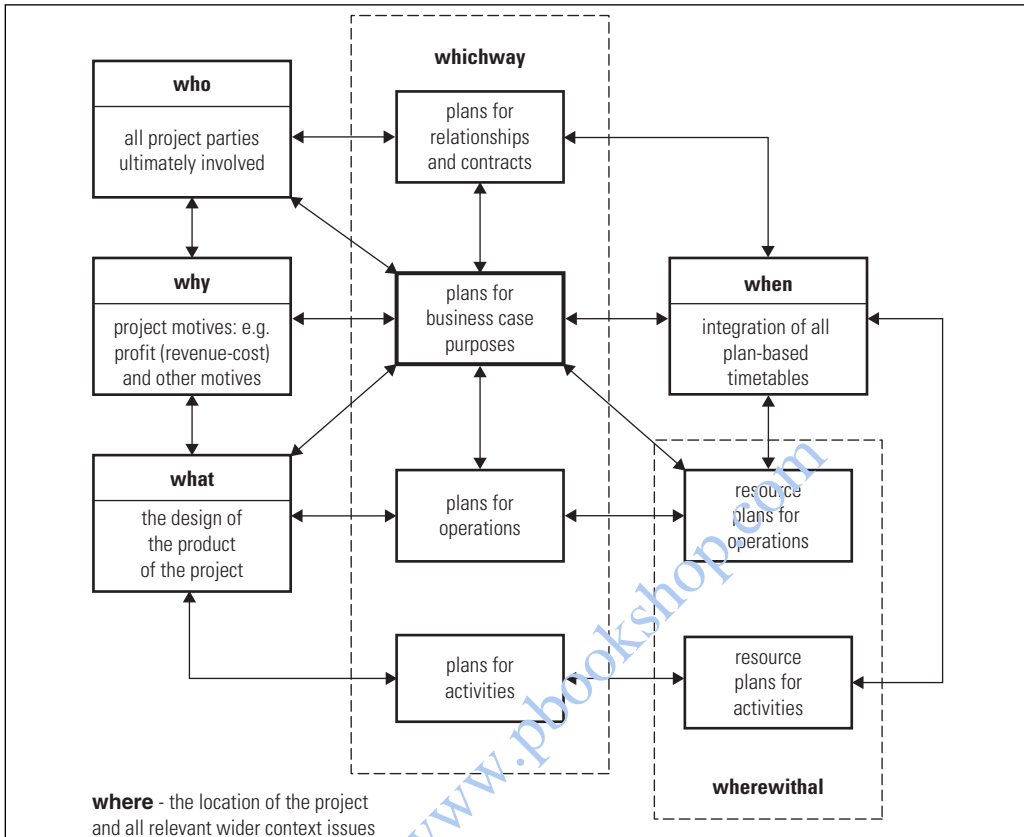 whichway
who
all project parties
ultimately involved
plans for
relationships
and contracts
why
project motives: e.g.
profit (revenue-cost)
and other motives
plans for
business case
purposes
when
integration of all
plan-based
timetables
what
the design of
the product
of the project
plans for
operations
resource
plans for
operations
plans for
activities
resource
plans for
activities
wherewithal
where - the location of the project
and all relevant wider context issues
www.pbookshop.com